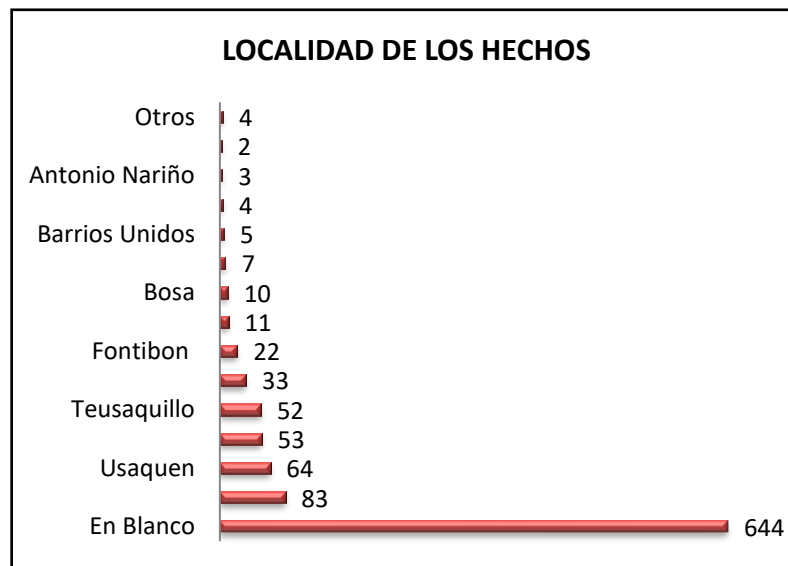 LOCALIDAD DE LOS HECHOS
Otros 4
2
Antonio Nariño 3
4
Barrios Unidos 5
7
Bosa 10
11
Fontibon 22
33
Teusaquillo 52
53
Usaquen 64
83
En Blanco 644